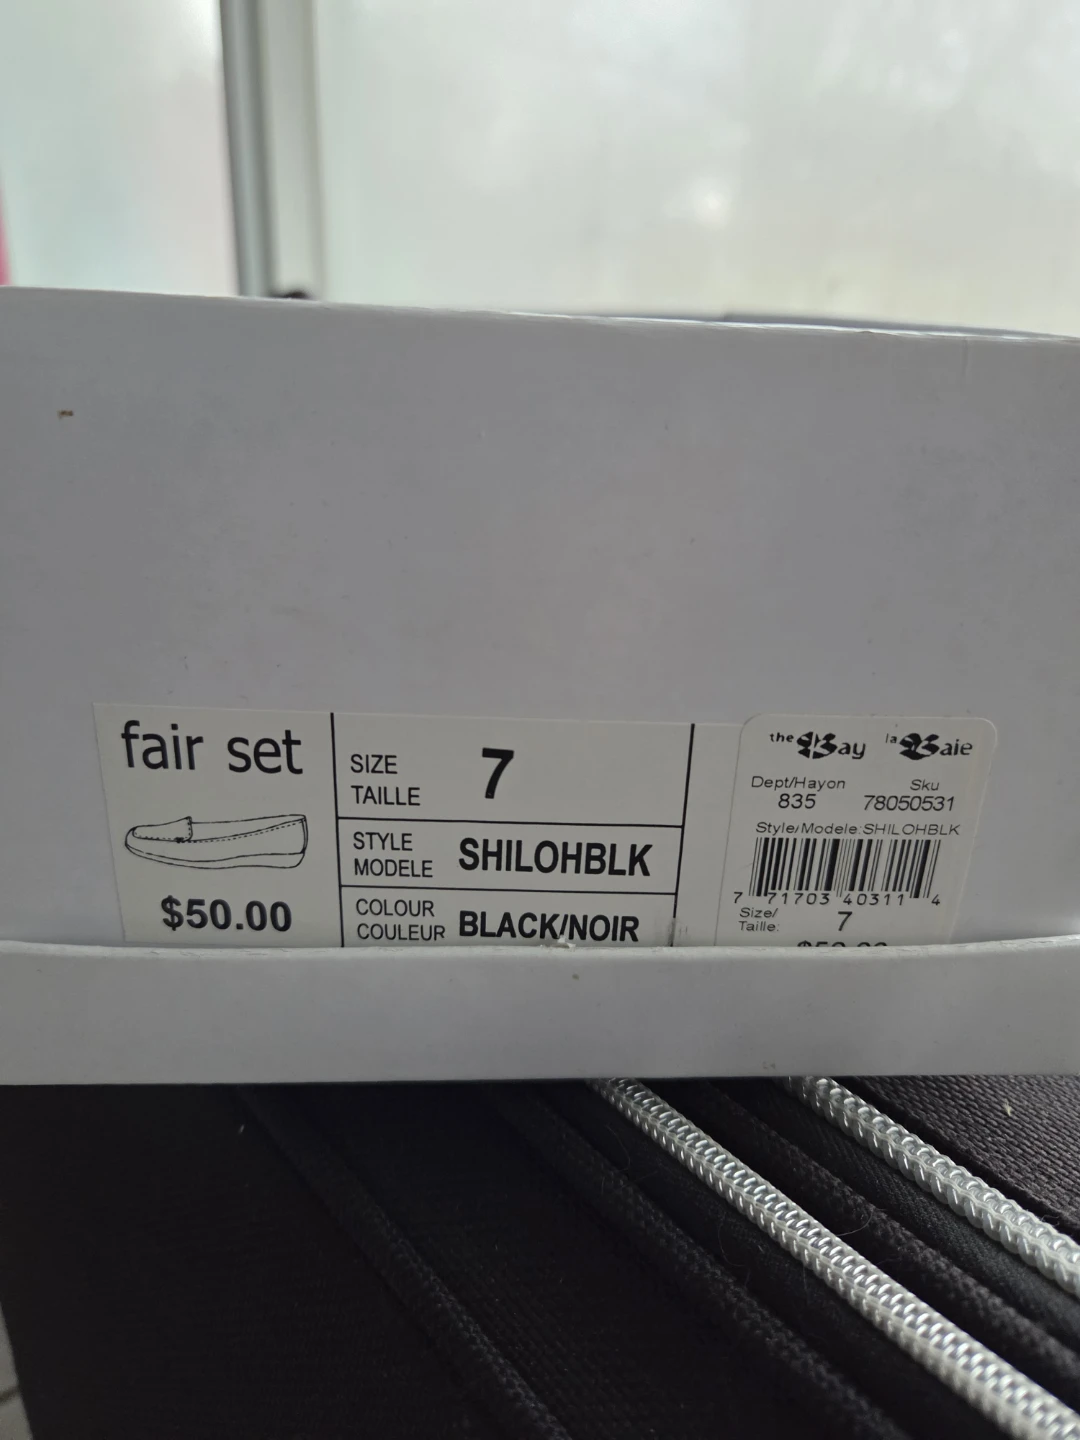 fair set
$50.00
SIZE
TAILLE
7
STYLE
MODELE
SHILOHBLK
COLOUR
COULEUR
BLACK/NOIR
the Bay la Baie
Dept/Hayon Sku
835 78050531
Style/Modele:SHILOHBLK
7 71703 40311 4
Size/
Taille:
7